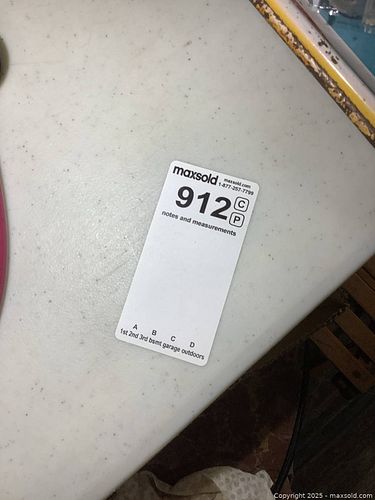 maxsold maxsold.com
1-877-257-7799
912 C
P
notes and measurements
A B C D
1st 2nd 3rd bsmt garage outdoors
Copyright 2025 - maxsold.com